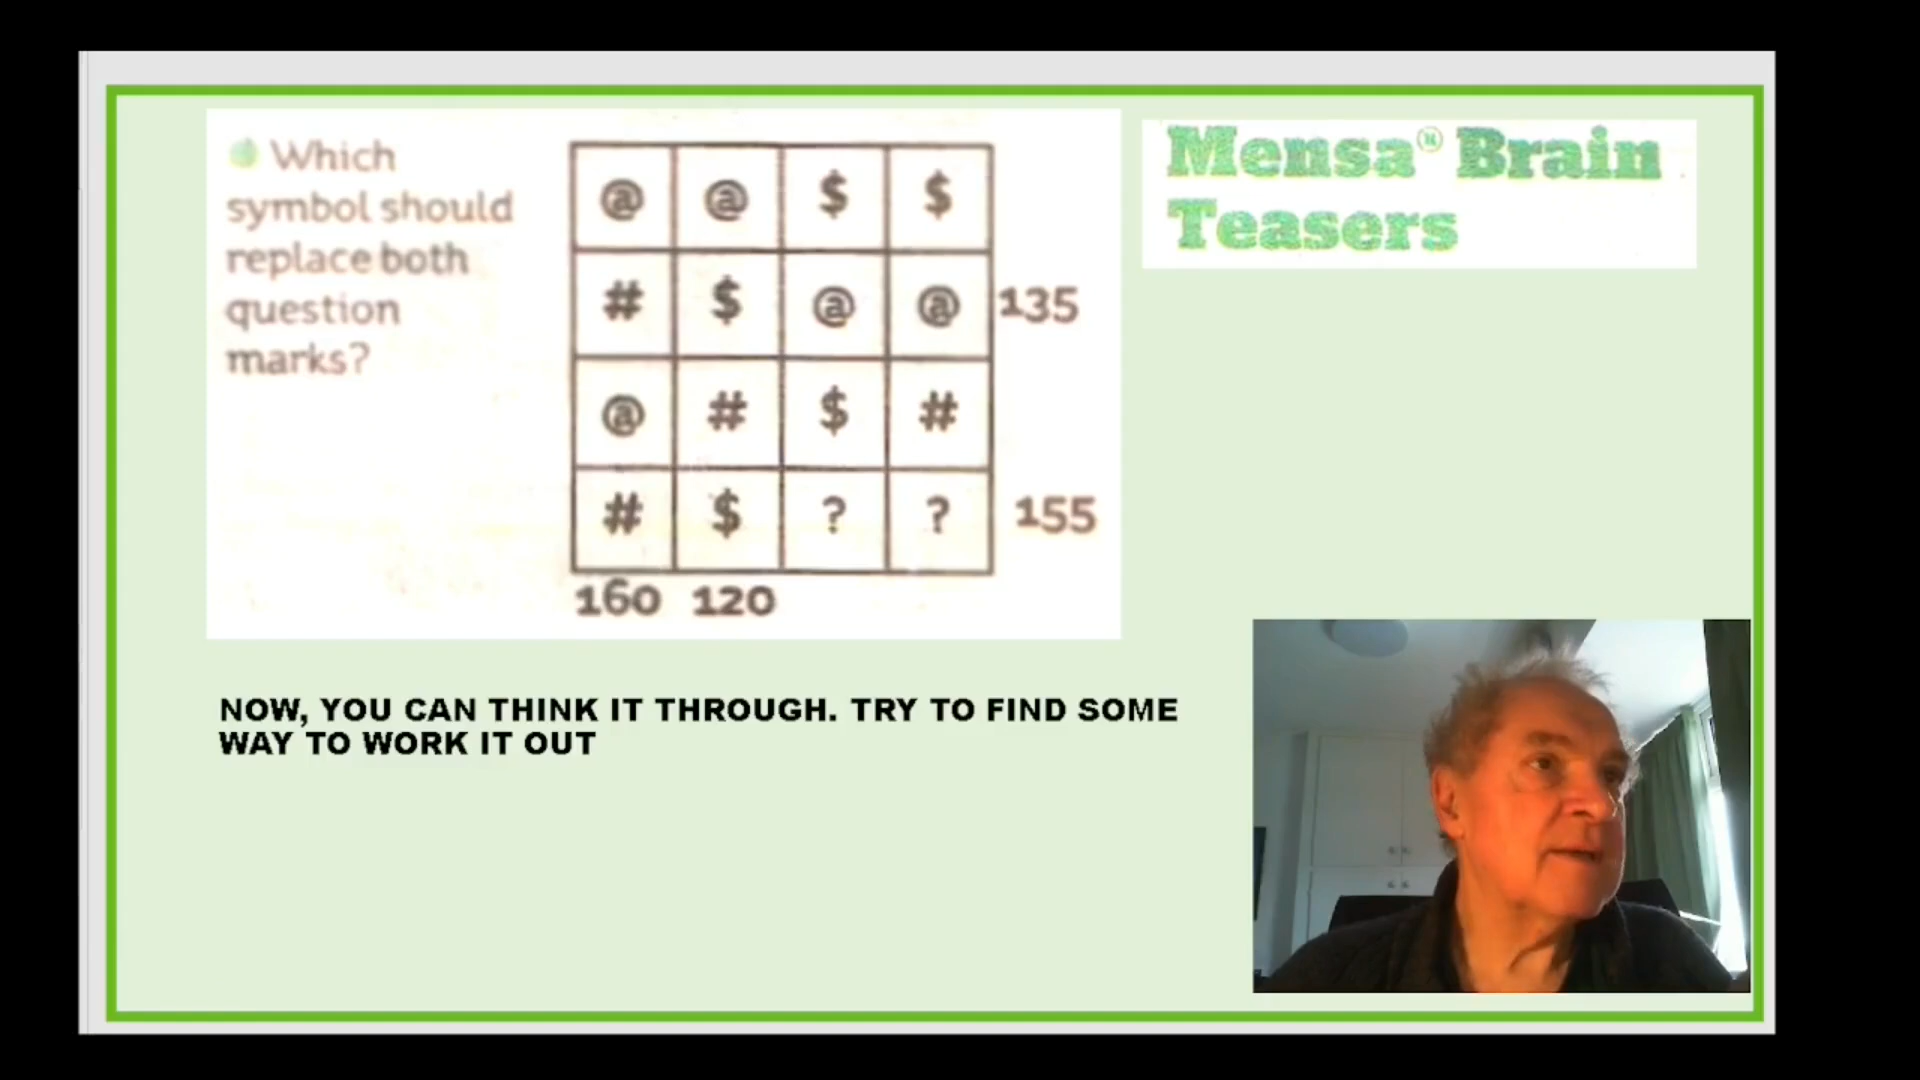 Which
symbol should
replace both
question
marks?
@ @ $ $
# $ @ @ 135
@ # $ #
# $ ? ? 155
160 120
Mensa® Brain
Teasers
NOW, YOU CAN THINK IT THROUGH. TRY TO FIND SOME
WAY TO WORK IT OUT